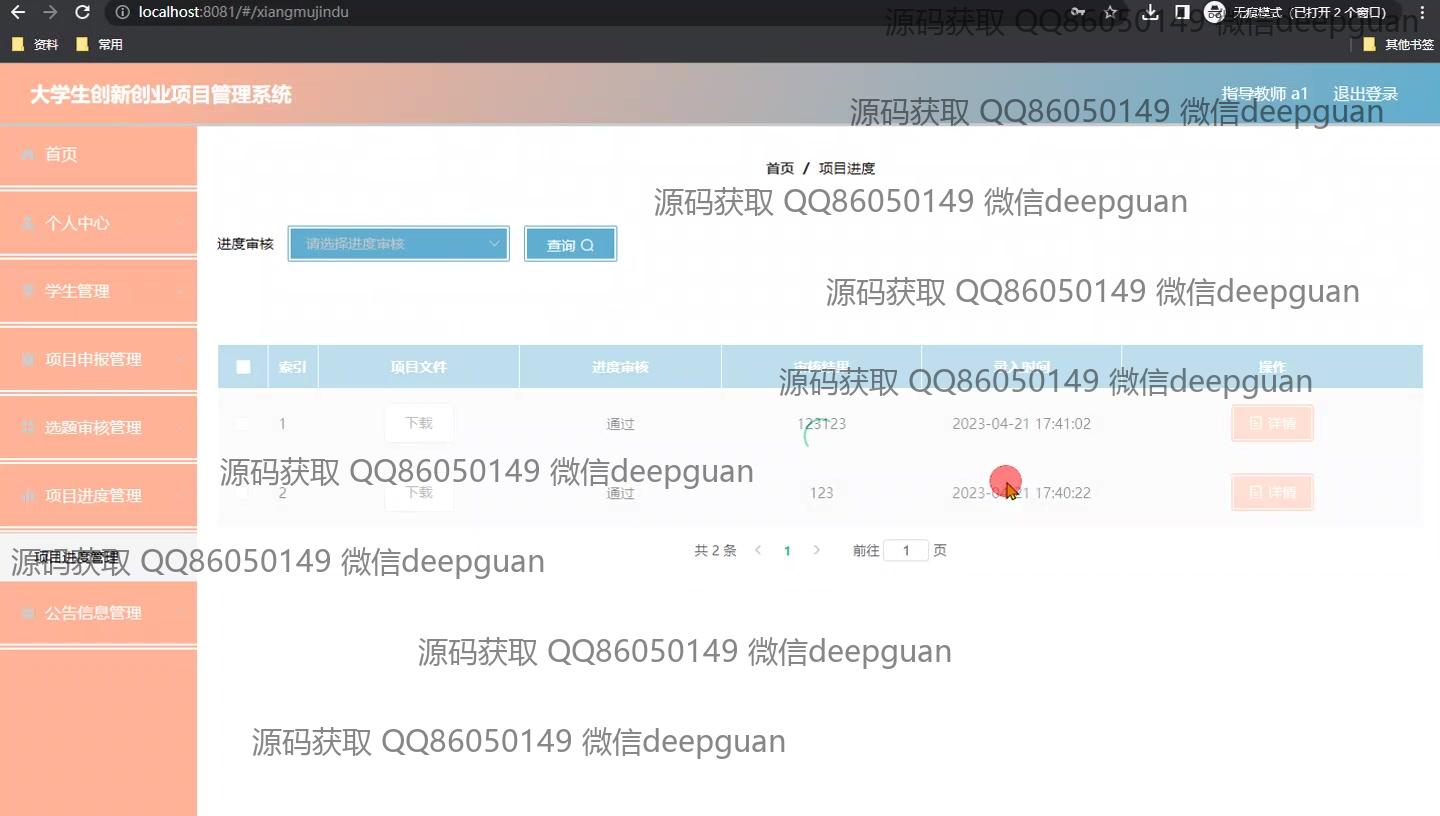 localhost:8081/#/xiangmujindu
无痕模式（已打开 2 个窗口）
源码获取 QQ86050149 微信deepguan
资料 常用 其他书签
大学生创新创业项目管理系统
指导教师 a1 退出登录
源码获取 QQ86050149 微信deepguan
首页
首页 / 项目进度
源码获取 QQ86050149 微信deepguan
个人中心
进度审核 请选择进度审核 查询
学生管理
源码获取 QQ86050149 微信deepguan
项目申报管理
索引 项目文件 进度审核 审核结果 录入时间 操作
源码获取 QQ86050149 微信deepguan
1 下载 通过 123123 2023-04-21 17:41:02 详情
选题审核管理
源码获取 QQ86050149 微信deepguan
2 下载 通过 123 2023-04-21 17:40:22 详情
项目进度管理
共 2 条 1 前往 1 页
项目进度管理
源码获取 QQ86050149 微信deepguan
公告信息管理
源码获取 QQ86050149 微信deepguan
源码获取 QQ86050149 微信deepguan